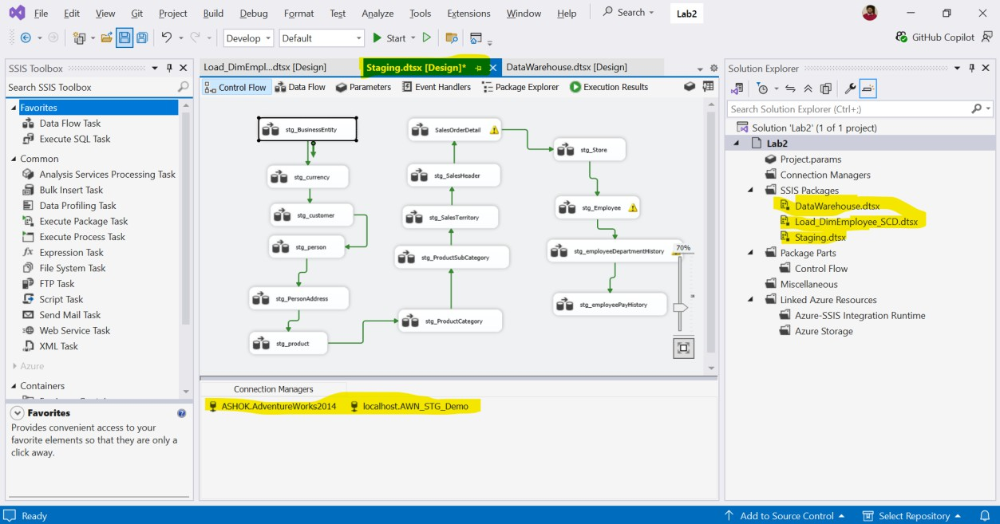 File Edit View Git Project Build Debug Format Test Analyze Tools Extensions Window Help Search Lab2
Develop Default Start GitHub Copilot
SSIS Toolbox
Search SSIS Toolbox
Favorites
Data Flow Task
Execute SQL Task
Common
Analysis Services Processing Task
Bulk Insert Task
Data Profiling Task
Execute Package Task
Execute Process Task
Expression Task
File System Task
FTP Task
Script Task
Send Mail Task
Web Service Task
XML Task
Azure
Containers
Favorites
Provides convenient access to your
favorite elements so that they are only a
click away.
Load_DimEmpl...dtsx [Design] Staging.dtsx [Design]* DataWarehouse.dtsx [Design]
Control Flow Data Flow Parameters Event Handlers Package Explorer Execution Results
stg_BusinessEntity
stg_currency
stg_customer
stg_person
stg_PersonAddress
stg_product
SalesOrderDetail
stg_SalesHeader
stg_SalesTerritory
stg_ProductSubCategory
stg_ProductCategory
stg_Store
stg_Employee
stg_employeeDepartmentHistory
stg_employeePayHistory
70%
Connection Managers
ASHOK.AdventureWorks2014 localhost.AWN_STG_Demo
Solution Explorer
Search Solution Explorer (Ctrl+;)
Solution 'Lab2' (1 of 1 project)
Lab2
Project.params
Connection Managers
SSIS Packages
DataWarehouse.dtsx
Load_DimEmployee_SCD.dtsx
Staging.dtsx
Package Parts
Control Flow
Miscellaneous
Linked Azure Resources
Azure-SSIS Integration Runtime
Azure Storage
Ready Add to Source Control Select Repository